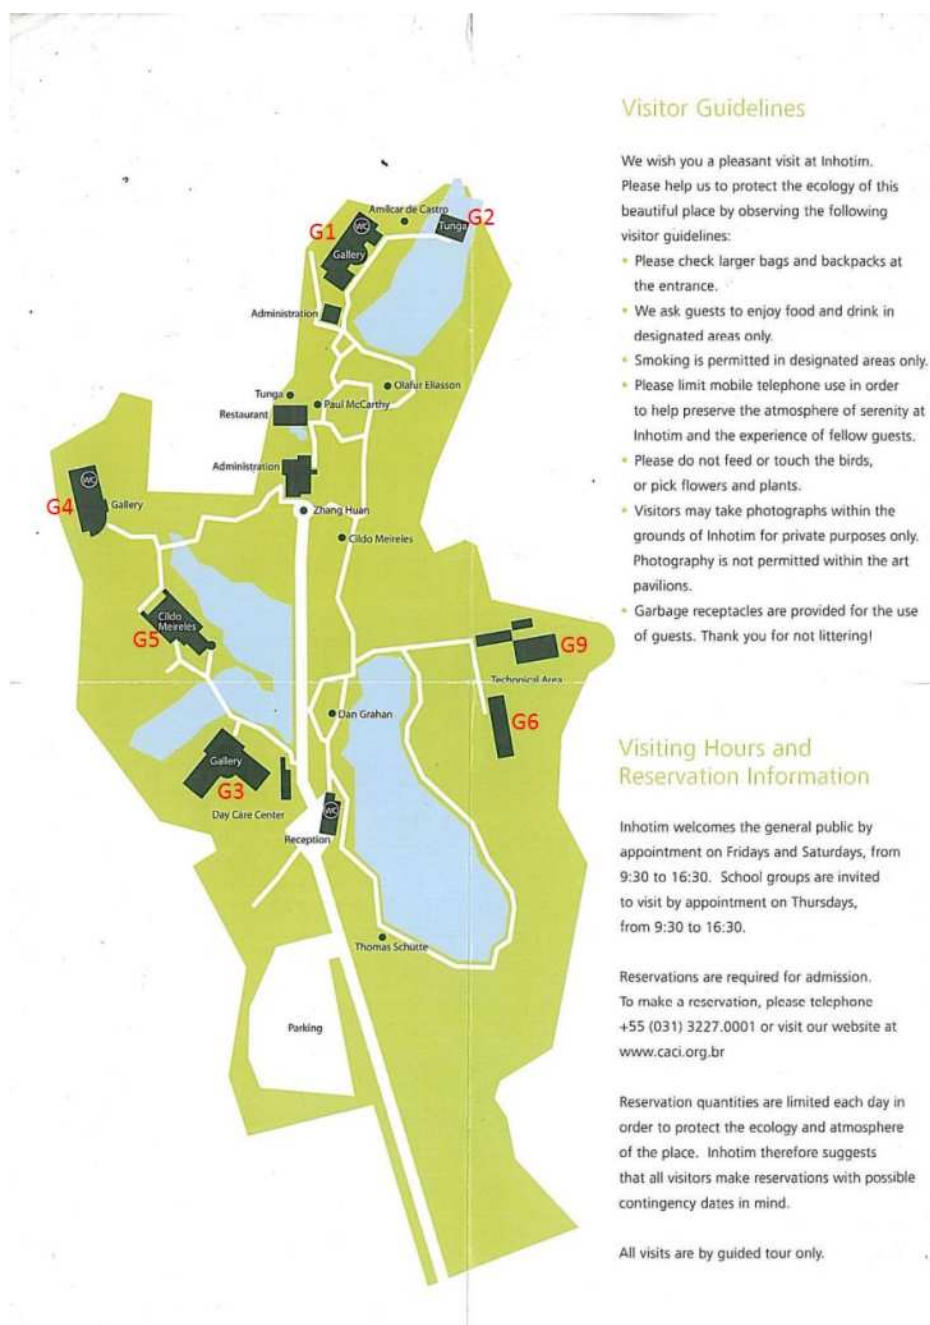 Amilcar de Castro
G1
G2
WC
Tunga
Gallery
Administration
Olafur Eliasson
Tunga
Paul McCarthy
Restaurant
Administration
WC
G4
Gallery
Zhang Huan
Cildo Meireles
Cildo
Meireles
G5
G9
Technical Area
G6
Dan Grahan
Gallery
G3
Day Care Center
WC
Reception
Thomas Schutte
Parking
Visitor Guidelines
We wish you a pleasant visit at Inhotim.
Please help us to protect the ecology of this
beautiful place by observing the following
visitor guidelines:
• Please check larger bags and backpacks at
the entrance.
• We ask guests to enjoy food and drink in
designated areas only.
• Smoking is permitted in designated areas only.
• Please limit mobile telephone use in order
to help preserve the atmosphere of serenity at
Inhotim and the experience of fellow guests.
• Please do not feed or touch the birds,
or pick flowers and plants.
• Visitors may take photographs within the
grounds of Inhotim for private purposes only.
Photography is not permitted within the art
pavilions.
• Garbage receptacles are provided for the use
of guests. Thank you for not littering!
Visiting Hours and
Reservation Information
Inhotim welcomes the general public by
appointment on Fridays and Saturdays, from
9:30 to 16:30. School groups are invited
to visit by appointment on Thursdays,
from 9:30 to 16:30.
Reservations are required for admission.
To make a reservation, please telephone
+55 (031) 3227.0001 or visit our website at
www.caci.org.br
Reservation quantities are limited each day in
order to protect the ecology and atmosphere
of the place. Inhotim therefore suggests
that all visitors make reservations with possible
contingency dates in mind.
All visits are by guided tour only.